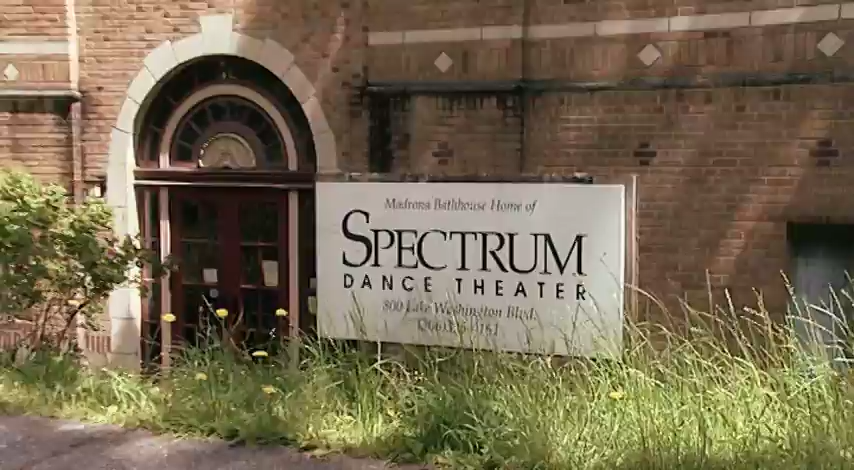 Madrona Bathhouse Home of
SPECTRUM
DANCE THEATER
800 Lake Washington Blvd.